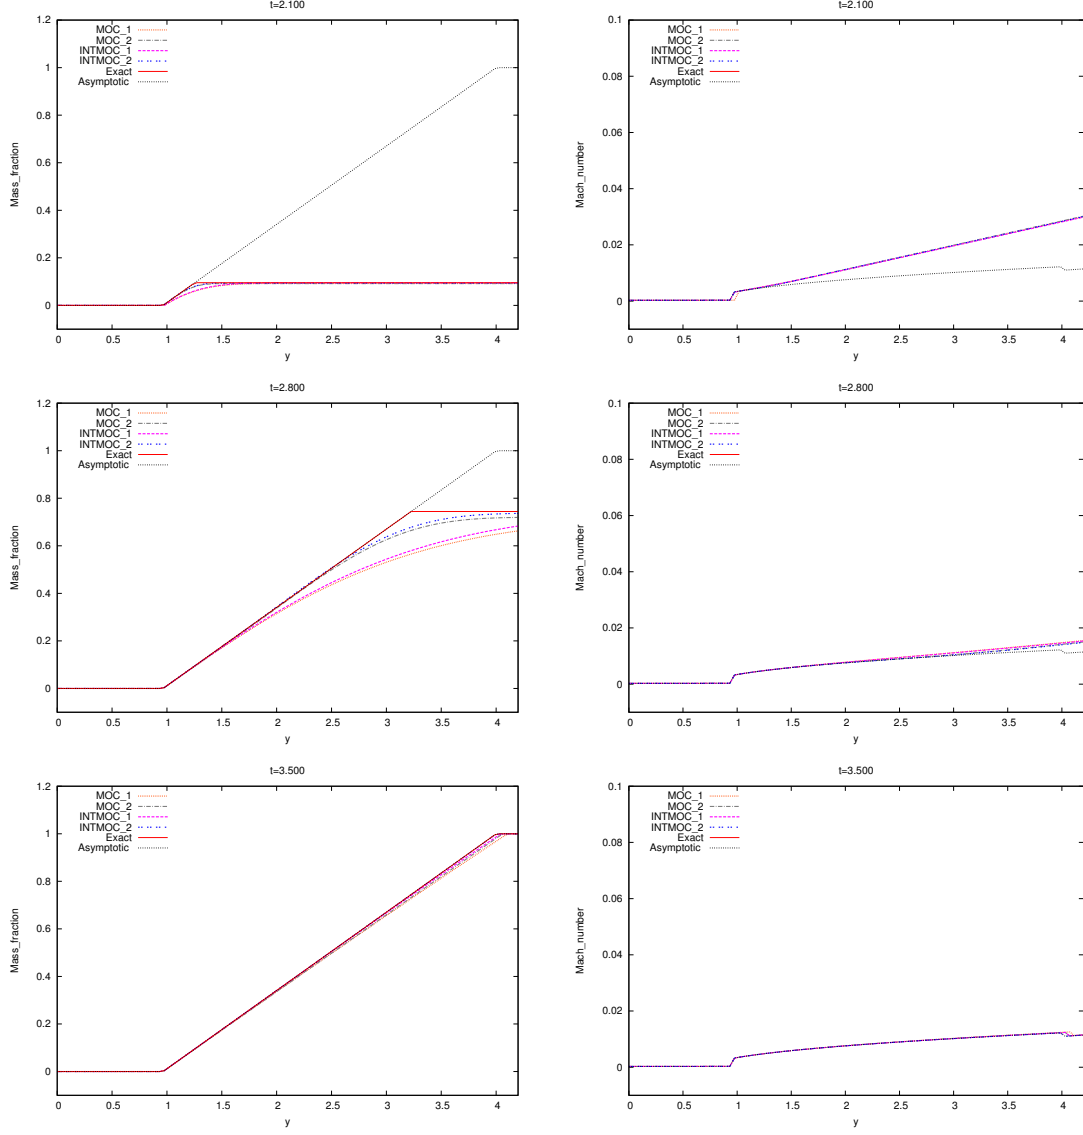 t=2.100
MOC_1
MOC_2
INTMOC_1
INTMOC_2
Exact
Asymptotic
Mass_fraction
1.2
1
0.8
0.6
0.4
0.2
0
0 0.5 1 1.5 2 2.5 3 3.5 4
y
t=2.100
MOC_1
MOC_2
INTMOC_1
INTMOC_2
Exact
Asymptotic
Mach_number
0.1
0.08
0.06
0.04
0.02
0
0 0.5 1 1.5 2 2.5 3 3.5 4
y
t=2.800
MOC_1
MOC_2
INTMOC_1
INTMOC_2
Exact
Asymptotic
Mass_fraction
1.2
1
0.8
0.6
0.4
0.2
0
0 0.5 1 1.5 2 2.5 3 3.5 4
y
t=2.800
MOC_1
MOC_2
INTMOC_1
INTMOC_2
Exact
Asymptotic
Mach_number
0.1
0.08
0.06
0.04
0.02
0
0 0.5 1 1.5 2 2.5 3 3.5 4
y
t=3.500
MOC_1
MOC_2
INTMOC_1
INTMOC_2
Exact
Asymptotic
Mass_fraction
1.2
1
0.8
0.6
0.4
0.2
0
0 0.5 1 1.5 2 2.5 3 3.5 4
y
t=3.500
MOC_1
MOC_2
INTMOC_1
INTMOC_2
Exact
Asymptotic
Mach_number
0.1
0.08
0.06
0.04
0.02
0
0 0.5 1 1.5 2 2.5 3 3.5 4
y